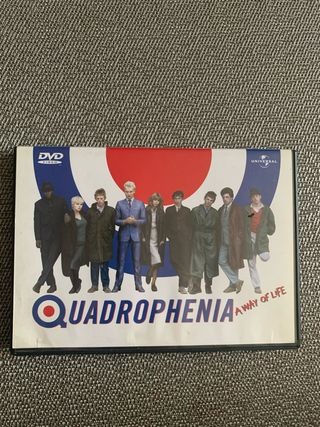 DVD
VIDEO
UNIVERSAL
QUADROPHENIA
A WAY OF LIFE